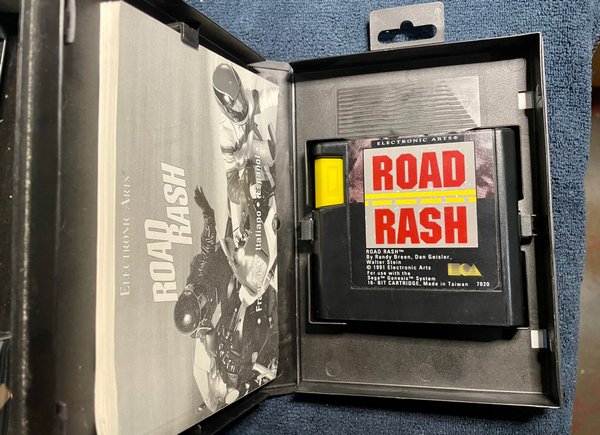 ELECTRONIC ARTS®
ROAD
RASH
Italiano • Español
ELECTRONIC ARTS®
ROAD
RASH
ROAD RASH™
By Randy Breen, Dan Geisler,
Walter Stein
© 1991 Electronic Arts
For use with the
Sega™ Genesis™ System
16- BIT CARTRIDGE, Made in Taiwan 7020